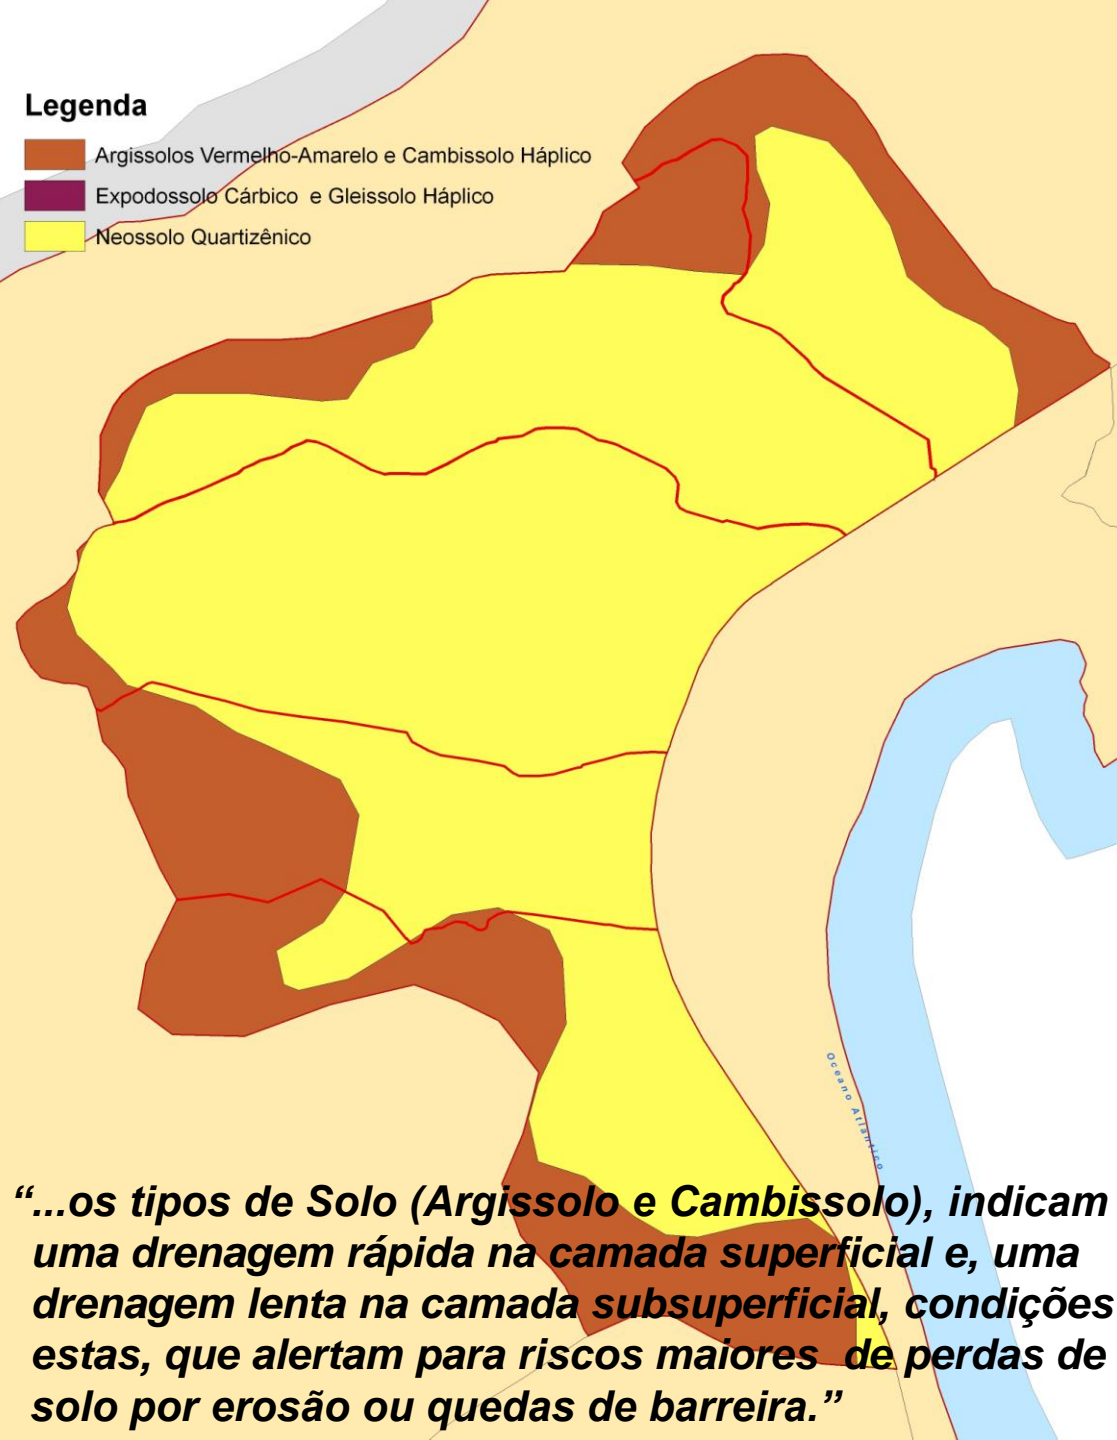 Legenda
Argissolos Vermelho-Amarelo e Cambissolo Háplico
Expodossolo Cárbico e Gleissolo Háplico
Neossolo Quartizênico
Oceano Atlântico
“...os tipos de Solo (Argissolo e Cambissolo), indicam
uma drenagem rápida na camada superficial e, uma
drenagem lenta na camada subsuperficial, condições
estas, que alertam para riscos maiores de perdas de
solo por erosão ou quedas de barreira.”